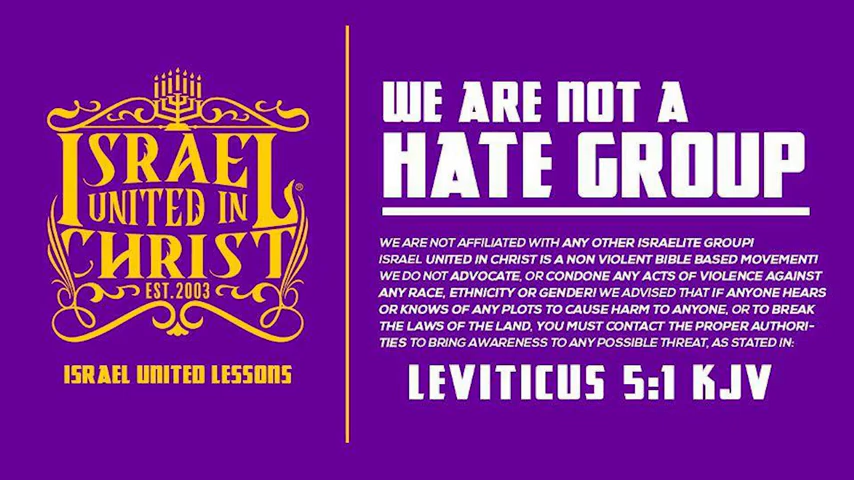 ISRAEL
UNITED IN
CHRIST®
EST. 2003
ISRAEL UNITED LESSONS
WE ARE NOT A
HATE GROUP
WE ARE NOT AFFILIATED WITH ANY OTHER ISRAELITE GROUP!
ISRAEL UNITED IN CHRIST IS A NON VIOLENT BIBLE BASED MOVEMENT!
WE DO NOT ADVOCATE, OR CONDONE ANY ACTS OF VIOLENCE AGAINST
ANY RACE, ETHNICITY OR GENDER! WE ADVISED THAT IF ANYONE HEARS
OR KNOWS OF ANY PLOTS TO CAUSE HARM TO ANYONE, OR TO BREAK
THE LAWS OF THE LAND, YOU MUST CONTACT THE PROPER AUTHORI-
TIES TO BRING AWARENESS TO ANY POSSIBLE THREAT, AS STATED IN:
LEVITICUS 5:1 KJV